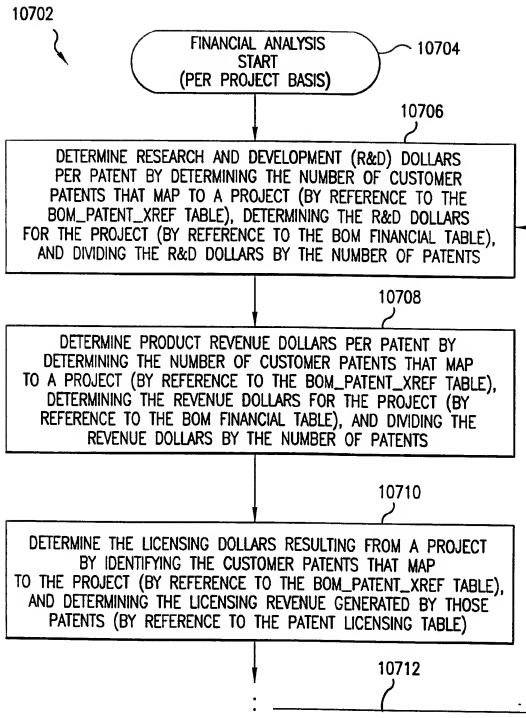 10702
FINANCIAL ANALYSIS
START
(PER PROJECT BASIS)
10704
10706
DETERMINE RESEARCH AND DEVELOPMENT (R&D) DOLLARS
PER PATENT BY DETERMINING THE NUMBER OF CUSTOMER
PATENTS THAT MAP TO A PROJECT (BY REFERENCE TO THE
BOM_PATENT_XREF TABLE), DETERMINING THE R&D DOLLARS
FOR THE PROJECT (BY REFERENCE TO THE BOM FINANCIAL TABLE),
AND DIVIDING THE R&D DOLLARS BY THE NUMBER OF PATENTS
10708
DETERMINE PRODUCT REVENUE DOLLARS PER PATENT BY
DETERMINING THE NUMBER OF CUSTOMER PATENTS THAT MAP
TO A PROJECT (BY REFERENCE TO THE BOM_PATENT_XREF TABLE),
DETERMINING THE REVENUE DOLLARS FOR THE PROJECT (BY
REFERENCE TO THE BOM FINANCIAL TABLE), AND DIVIDING THE
REVENUE DOLLARS BY THE NUMBER OF PATENTS
10710
DETERMINE THE LICENSING DOLLARS RESULTING FROM A PROJECT
BY IDENTIFYING THE CUSTOMER PATENTS THAT MAP
TO THE PROJECT (BY REFERENCE TO THE BOM_PATENT_XREF TABLE),
AND DETERMINING THE LICENSING REVENUE GENERATED BY THOSE
PATENTS (BY REFERENCE TO THE PATENT LICENSING TABLE)
10712